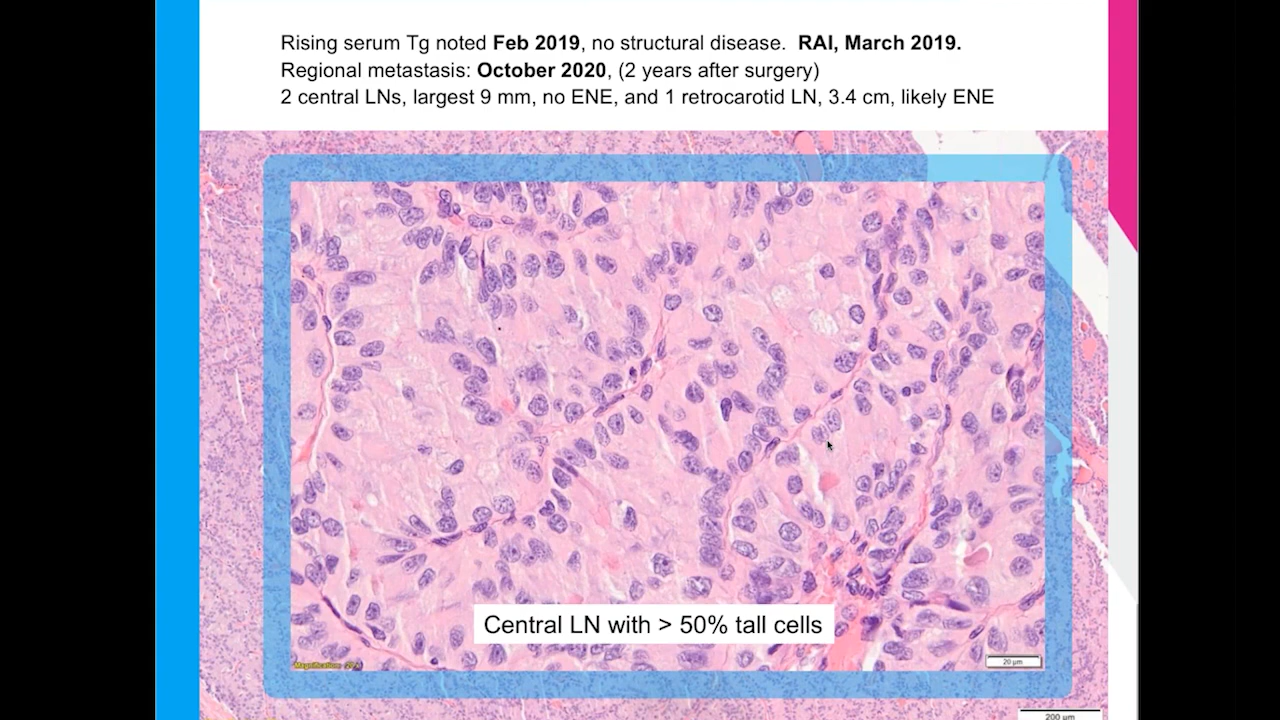 Rising serum Tg noted Feb 2019, no structural disease. RAI, March 2019.
Regional metastasis: October 2020, (2 years after surgery)
2 central LNs, largest 9 mm, no ENE, and 1 retrocarotid LN, 3.4 cm, likely ENE
Central LN with > 50% tall cells
Magnification:
20 µm
200 µm